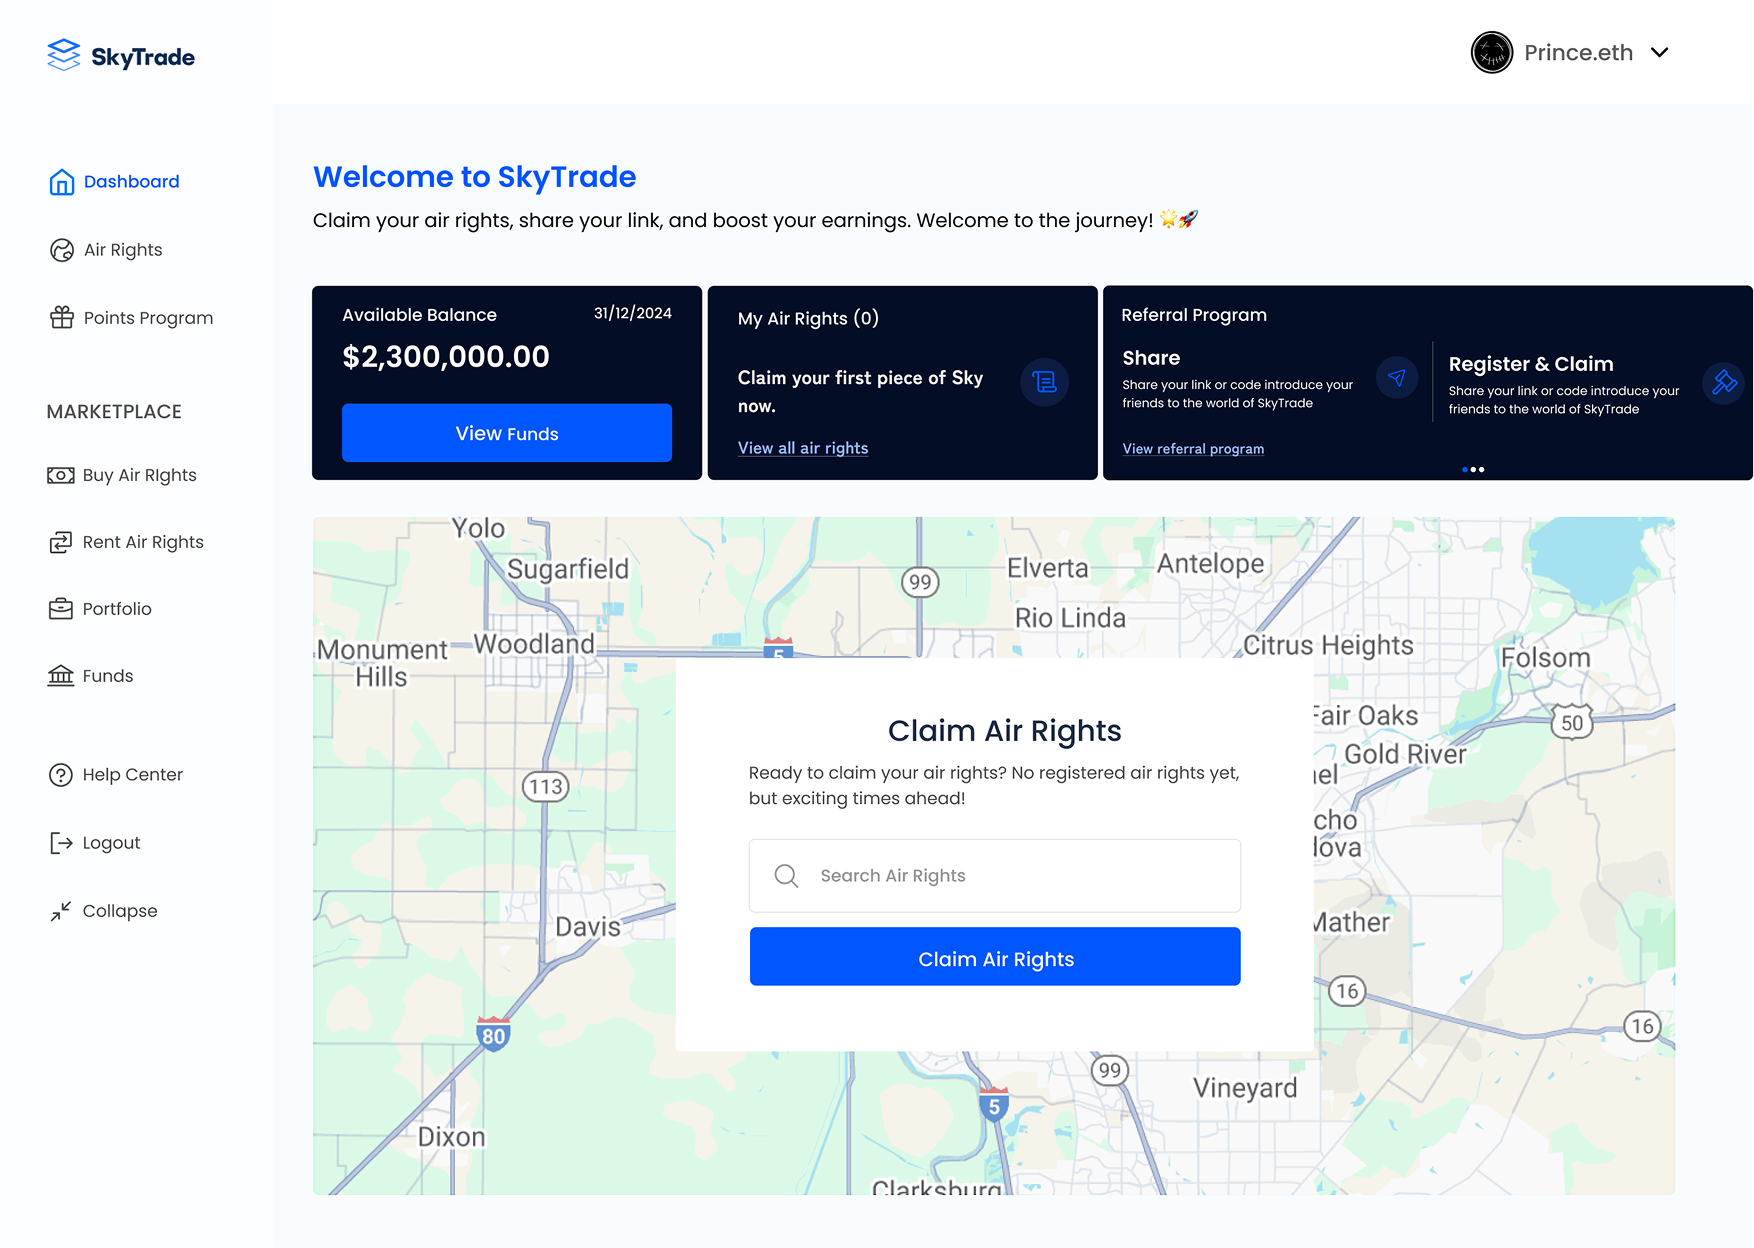 SkyTrade
Prince.eth
Dashboard
Air Rights
Points Program
MARKETPLACE
Buy Air RIghts
Rent Air Rights
Portfolio
Funds
Help Center
Logout
Collapse
Welcome to SkyTrade
Claim your air rights, share your link, and boost your earnings. Welcome to the journey! 🌟🚀
Available Balance
31/12/2024
$2,300,000.00
View Funds
My Air Rights (0)
Claim your first piece of Sky
now.
View all air rights
Referral Program
Share
Share your link or code introduce your
friends to the world of SkyTrade
View referral program
Register & Claim
Share your link or code introduce your
friends to the world of SkyTrade
Yolo
Sugarfield
99
Elverta
Antelope
Rio Linda
Monument
Hills
Woodland
5
Citrus Heights
Folsom
Fair Oaks
50
Gold River
el
113
cho
dova
Davis
Mather
16
16
80
99
Vineyard
5
Dixon
Clarksburg
Claim Air Rights
Ready to claim your air rights? No registered air rights yet,
but exciting times ahead!
Search Air Rights
Claim Air Rights